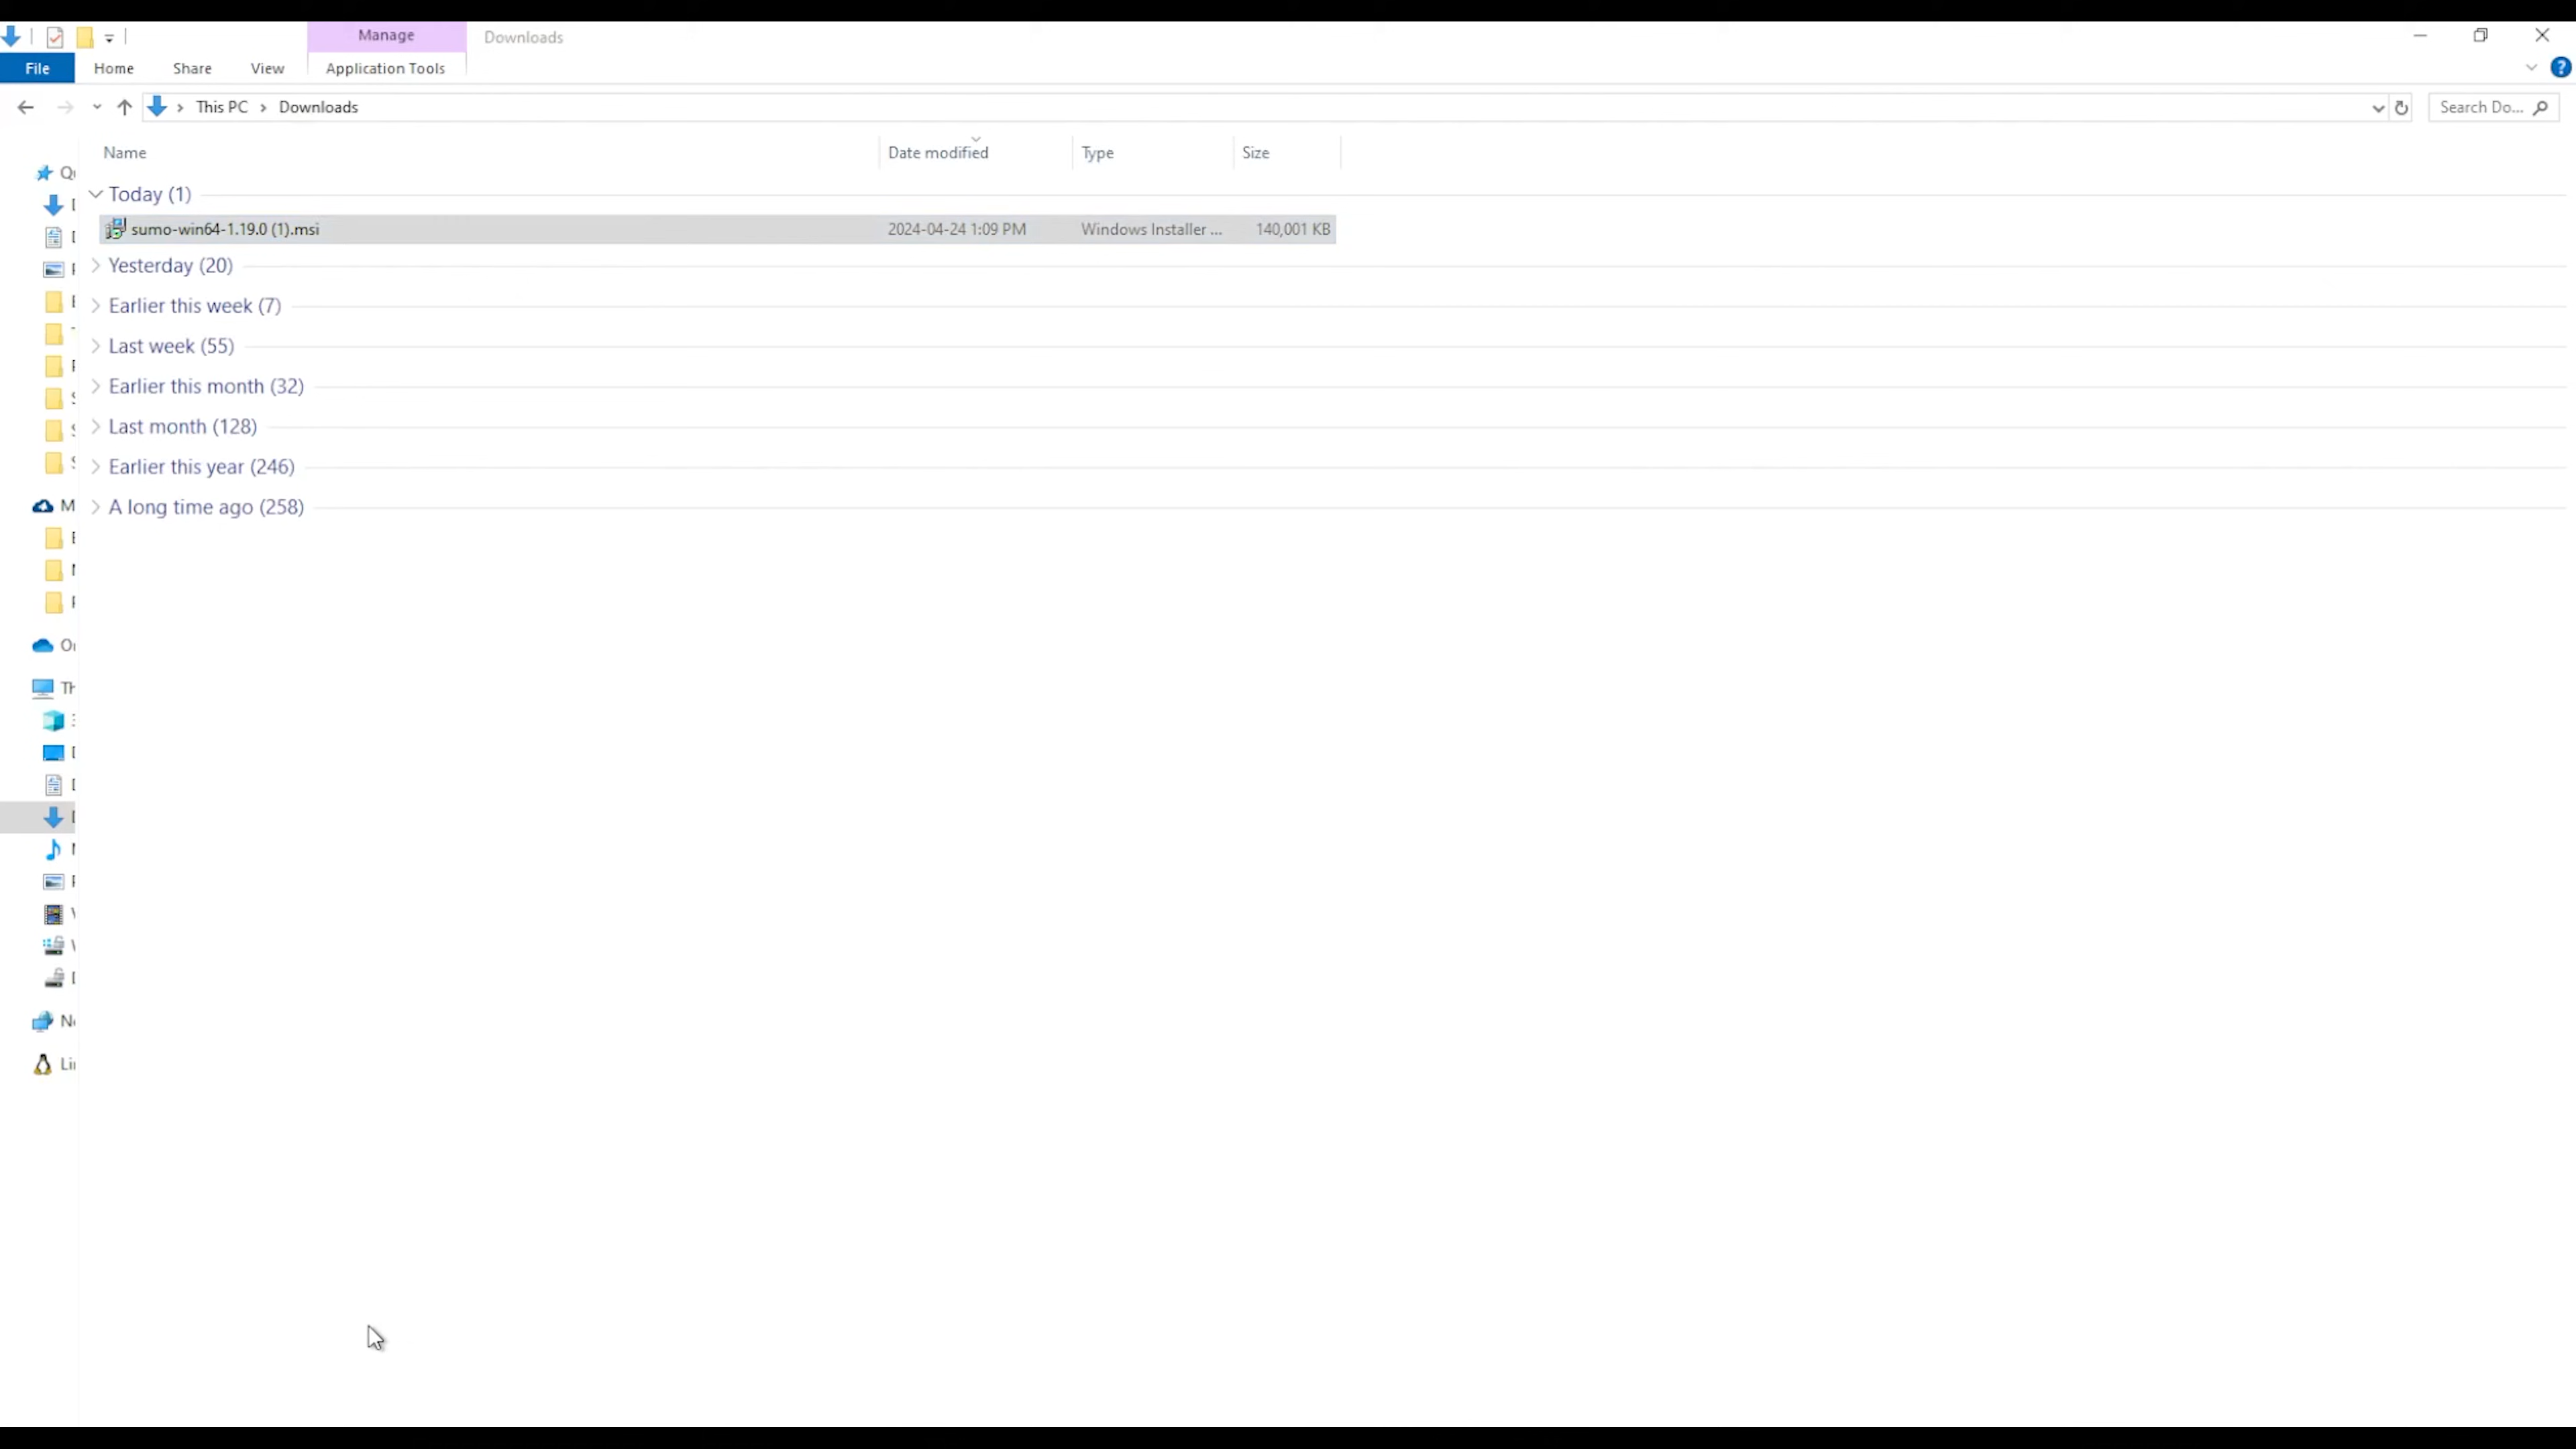 Manage
Downloads
File
Home
Share
View
Application Tools
This PC
Downloads
Search Do...
Name
Date modified
Type
Size
Today (1)
sumo-win64-1.19.0 (1).msi
2024-04-24 1:09 PM
Windows Installer ...
140,001 KB
Yesterday (20)
Earlier this week (7)
Last week (55)
Earlier this month (32)
Last month (128)
Earlier this year (246)
A long time ago (258)